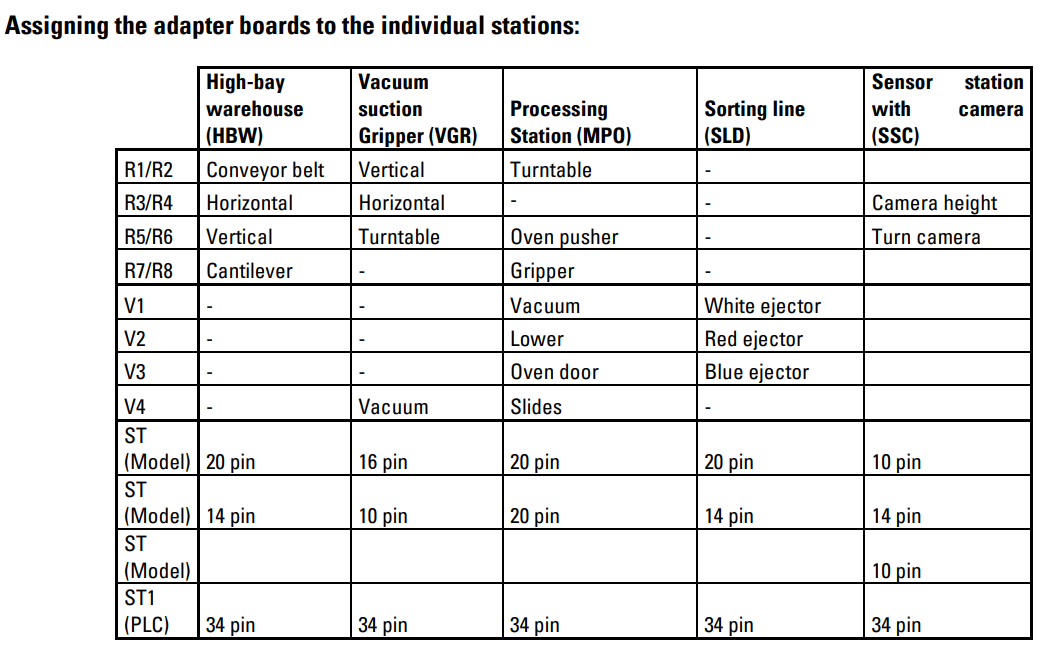 Assigning the adapter boards to the individual stations:
High-bay warehouse (HBW) Vacuum suction Gripper (VGR) Processing Station (MPO) Sorting line (SLD) Sensor station with camera (SSC)
R1/R2 Conveyor belt Vertical Turntable -
R3/R4 Horizontal Horizontal - - Camera height
R5/R6 Vertical Turntable Oven pusher - Turn camera
R7/R8 Cantilever - Gripper -
V1 - - Vacuum White ejector
V2 - - Lower Red ejector
V3 - - Oven door Blue ejector
V4 - Vacuum Slides -
ST (Model) 20 pin 16 pin 20 pin 20 pin 10 pin
ST (Model) 14 pin 10 pin 20 pin 14 pin 14 pin
ST (Model) 10 pin
ST1 (PLC) 34 pin 34 pin 34 pin 34 pin 34 pin